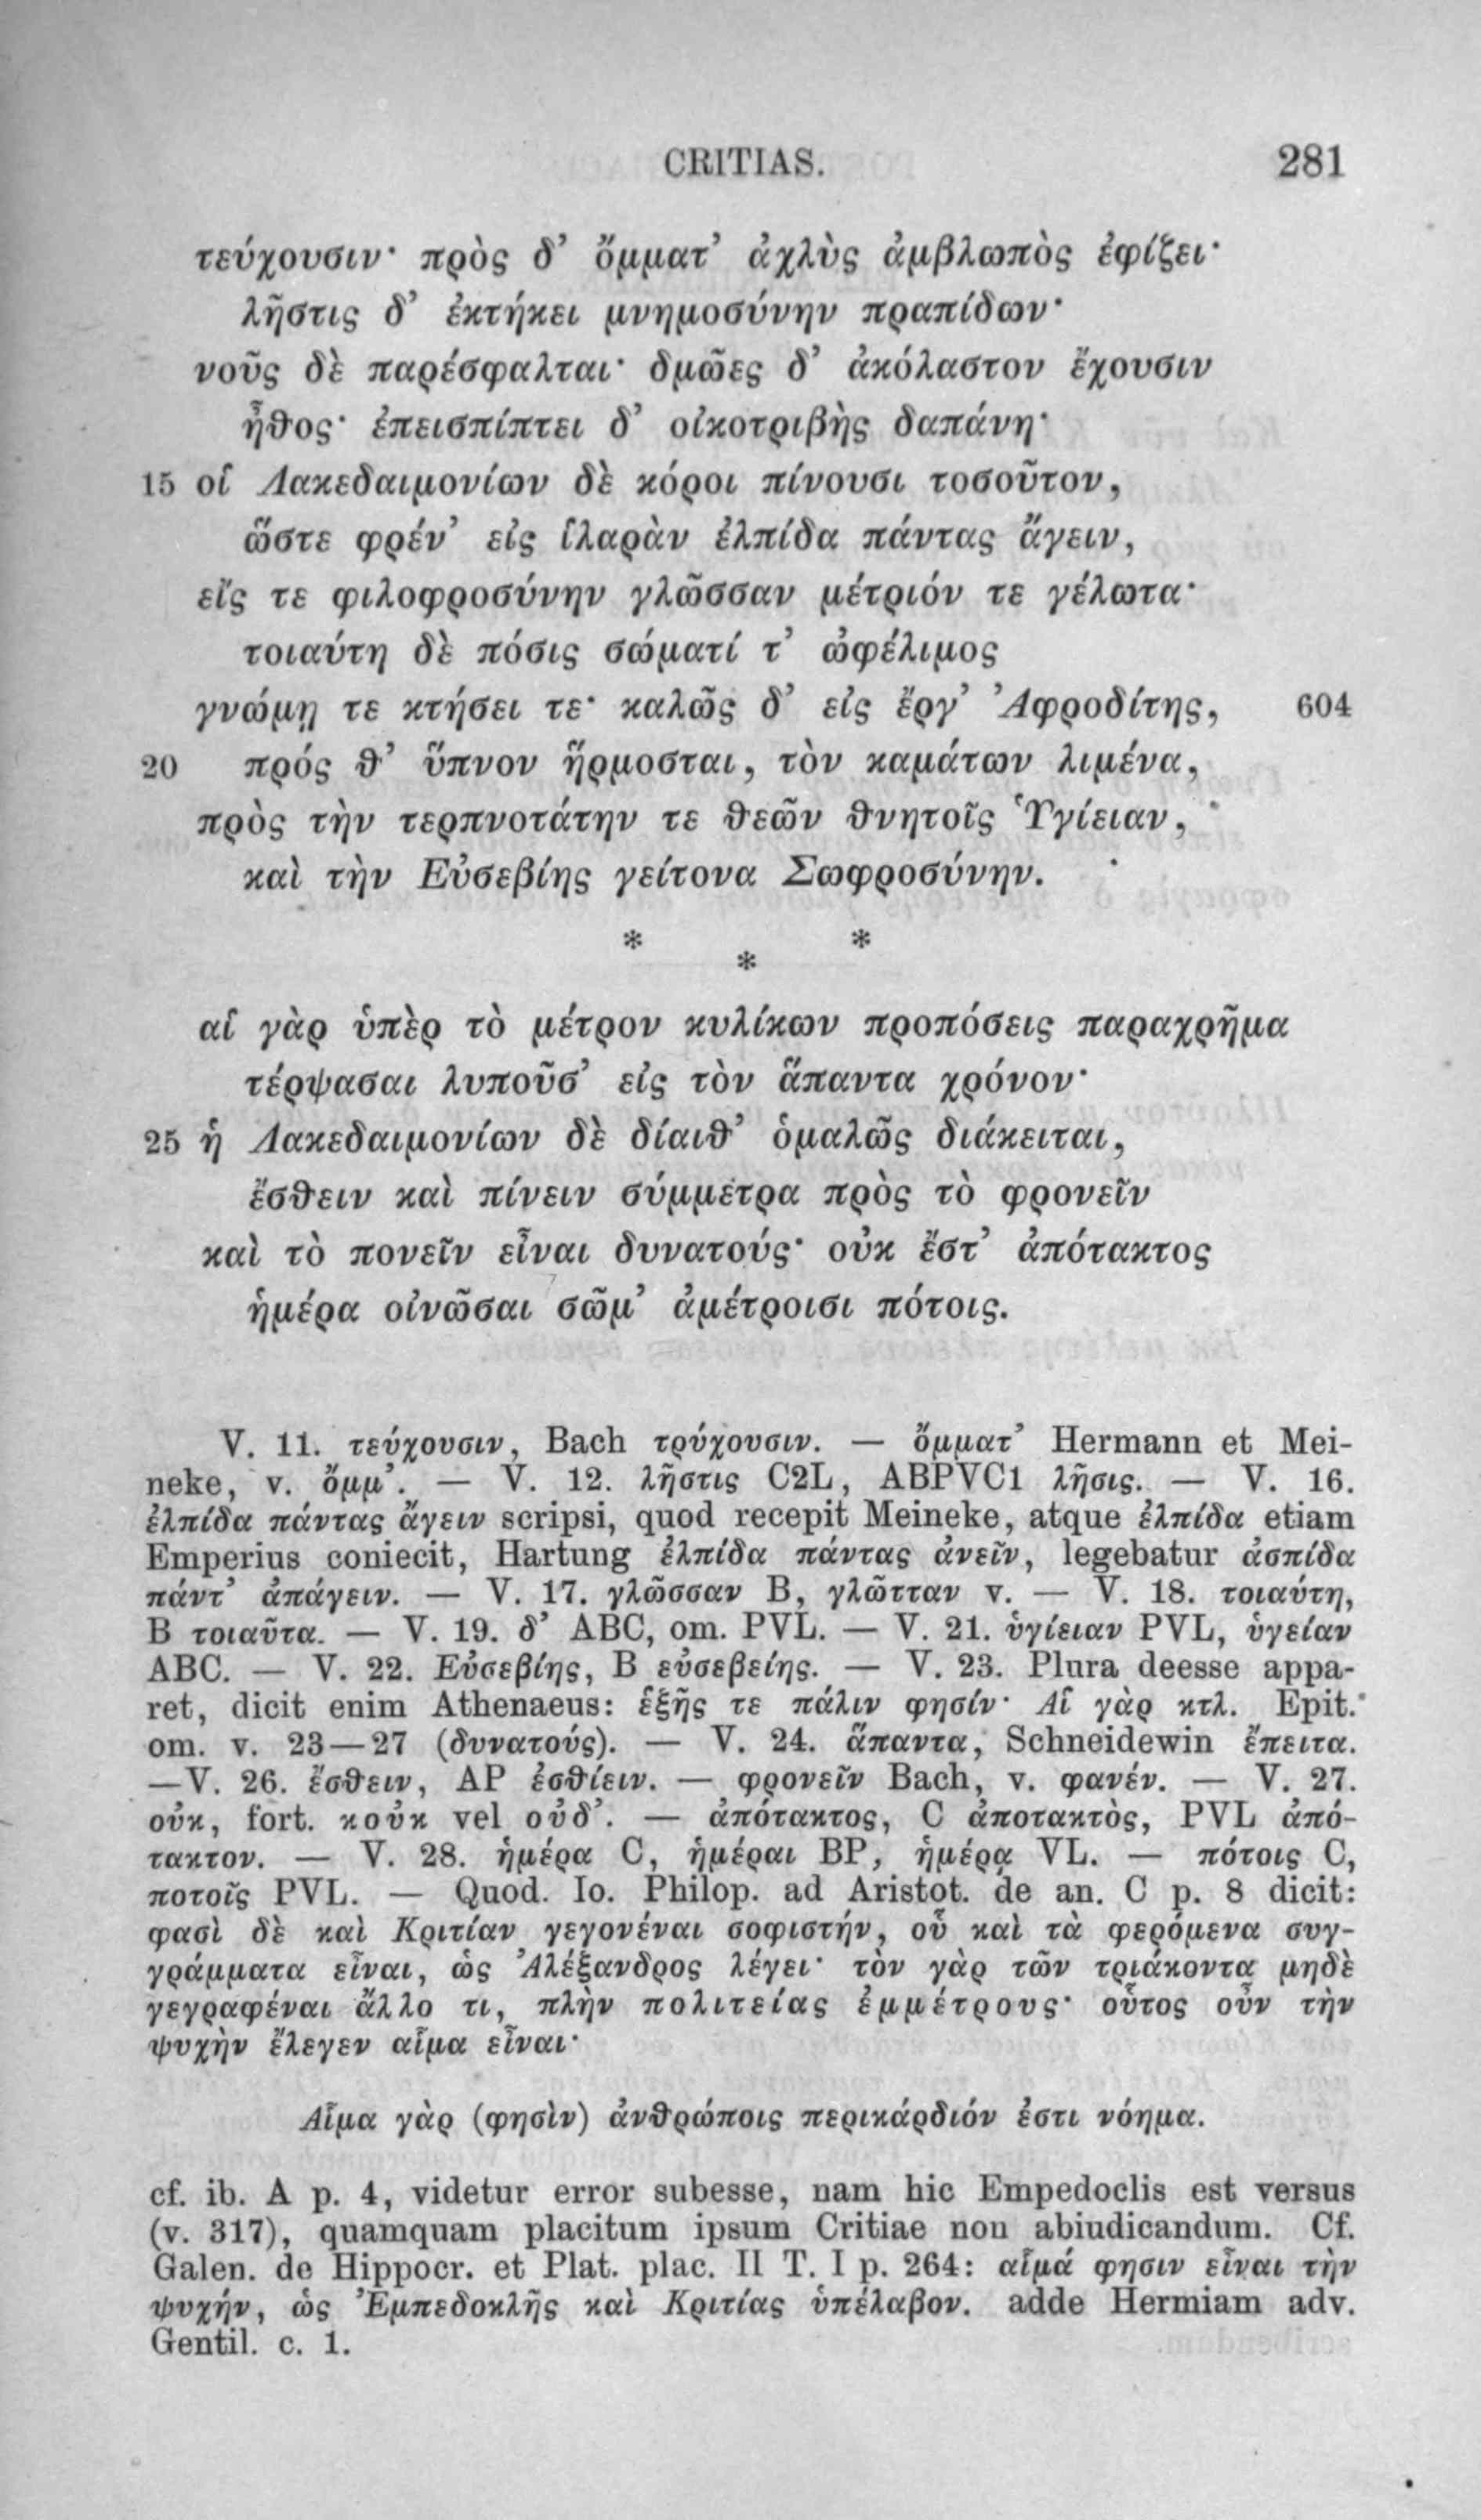 CRITIAS. 281
τεύχουσιν· πρὸς δ’ ὄμματ’ ἀχλὺς ἀμβλωπὸς ἐφίζει·
λῆστις δ’ ἐκτήκει μνημοσύνην πραπίδων·
νοῦς δὲ παρέσφαλται· δμῶες δ’ ἀκόλαστον ἔχουσιν
ἦθος· ἐπεισπίπτει δ’ οἰκοτριβὴς δαπάνη·
15 οἱ Λακεδαιμονίων δὲ κόροι πίνουσι τοσοῦτον,
ὥστε φρέν’ εἰς ἱλαρὰν ἐλπίδα πάντας ἄγειν,
εἴς τε φιλοφροσύνην γλῶσσαν μέτριόν τε γέλωτα·
τοιαύτη δὲ πόσις σώματί τ’ ὠφέλιμος
γνώμῃ τε κτήσει τε· καλῶς δ’ εἰς ἔργ’ Ἀφροδίτης, 604
20 πρός θ’ ὕπνον ἥρμοσται, τὸν καμάτων λιμένα,
πρὸς τὴν τερπνοτάτην τε θεῶν θνητοῖς Ὑγίειαν,
καὶ τὴν Εὐσεβίης γείτονα Σωφροσύνην.
* * *
αἱ γὰρ ὑπὲρ τὸ μέτρον κυλίκων προπόσεις παραχρῆμα
τέρψασαι λυποῦσ’ εἰς τὸν ἅπαντα χρόνον·
25 ἡ Λακεδαιμονίων δὲ δίαιθ’ ὁμαλῶς διάκειται,
ἔσθειν καὶ πίνειν σύμμετρα πρὸς τὸ φρονεῖν
καὶ τὸ πονεῖν εἶναι δυνατούς· οὐκ ἔστ’ ἀπότακτος
ἡμέρα οἰνῶσαι σῶμ’ ἀμέτροισι πότοις.
V. 11. τεύχουσιν, Bach τρύχουσιν. — ὄμματ’ Hermann et Mei-
neke, v. ὄμμ’. — V. 12. λῆστις C2L, ABPVC1 λῆσις. — V. 16.
ἐλπίδα πάντας ἄγειν scripsi, quod recepit Meineke, atque ἐλπίδα etiam
Emperius coniecit, Hartung ἐλπίδα πάντας ἀνεῖν, legebatur ἀσπίδα
πάντ’ ἀπάγειν. — V. 17. γλῶσσαν B, γλῶτταν v. — V. 18. τοιαύτη,
B τοιαῦτα. — V. 19. δ’ ABC, om. PVL. — V. 21. ὑγίειαν PVL, ὑγείαν
ABC. — V. 22. Εὐσεβίης, B εὐσεβείης. — V. 23. Plura deesse appa-
ret, dicit enim Athenaeus: ἑξῆς τε πάλιν φησίν· Αἱ γὰρ κτλ. Epit.
om. v. 23—27 (δυνατούς). — V. 24. ἅπαντα, Schneidewin ἔπειτα.
—V. 26. ἔσθειν, AP ἐσθίειν. — φρονεῖν Bach, v. φανέν. — V. 27.
οὐκ, fort. κοὐκ vel οὐδ’. — ἀπότακτος, C ἀποτακτὸς, PVL ἀπό-
τακτον. — V. 28. ἡμέρα C, ἡμέραι BP, ἡμέρᾳ VL. — πότοις C,
ποτοῖς PVL. — Quod. Io. Philop. ad Aristot. de an. C p. 8 dicit:
φασὶ δὲ καὶ Κριτίαν γεγονέναι σοφιστήν, οὗ καὶ τὰ φερόμενα συγ-
γράμματα εἶναι, ὡς Ἀλέξανδρος λέγει· τὸν γὰρ τῶν τριάκοντα μηδὲ
γεγραφέναι ἄλλο τι, πλὴν πολιτείας ἐμμέτρους· οὗτος οὖν τὴν
ψυχὴν ἔλεγεν αἷμα εἶναι·
Αἷμα γὰρ (φησὶν) ἀνθρώποις περικάρδιόν ἐστι νόημα.
cf. ib. A p. 4, videtur error subesse, nam hic Empedoclis est versus
(v. 317), quamquam placitum ipsum Critiae non abiudicandum. Cf.
Galen. de Hippocr. et Plat. plac. II T. I p. 264: αἷμά φησιν εἶναι τὴν
ψυχήν, ὡς Ἐμπεδοκλῆς καὶ Κριτίας ὑπέλαβον. adde Hermiam adv.
Gentil. c. 1.